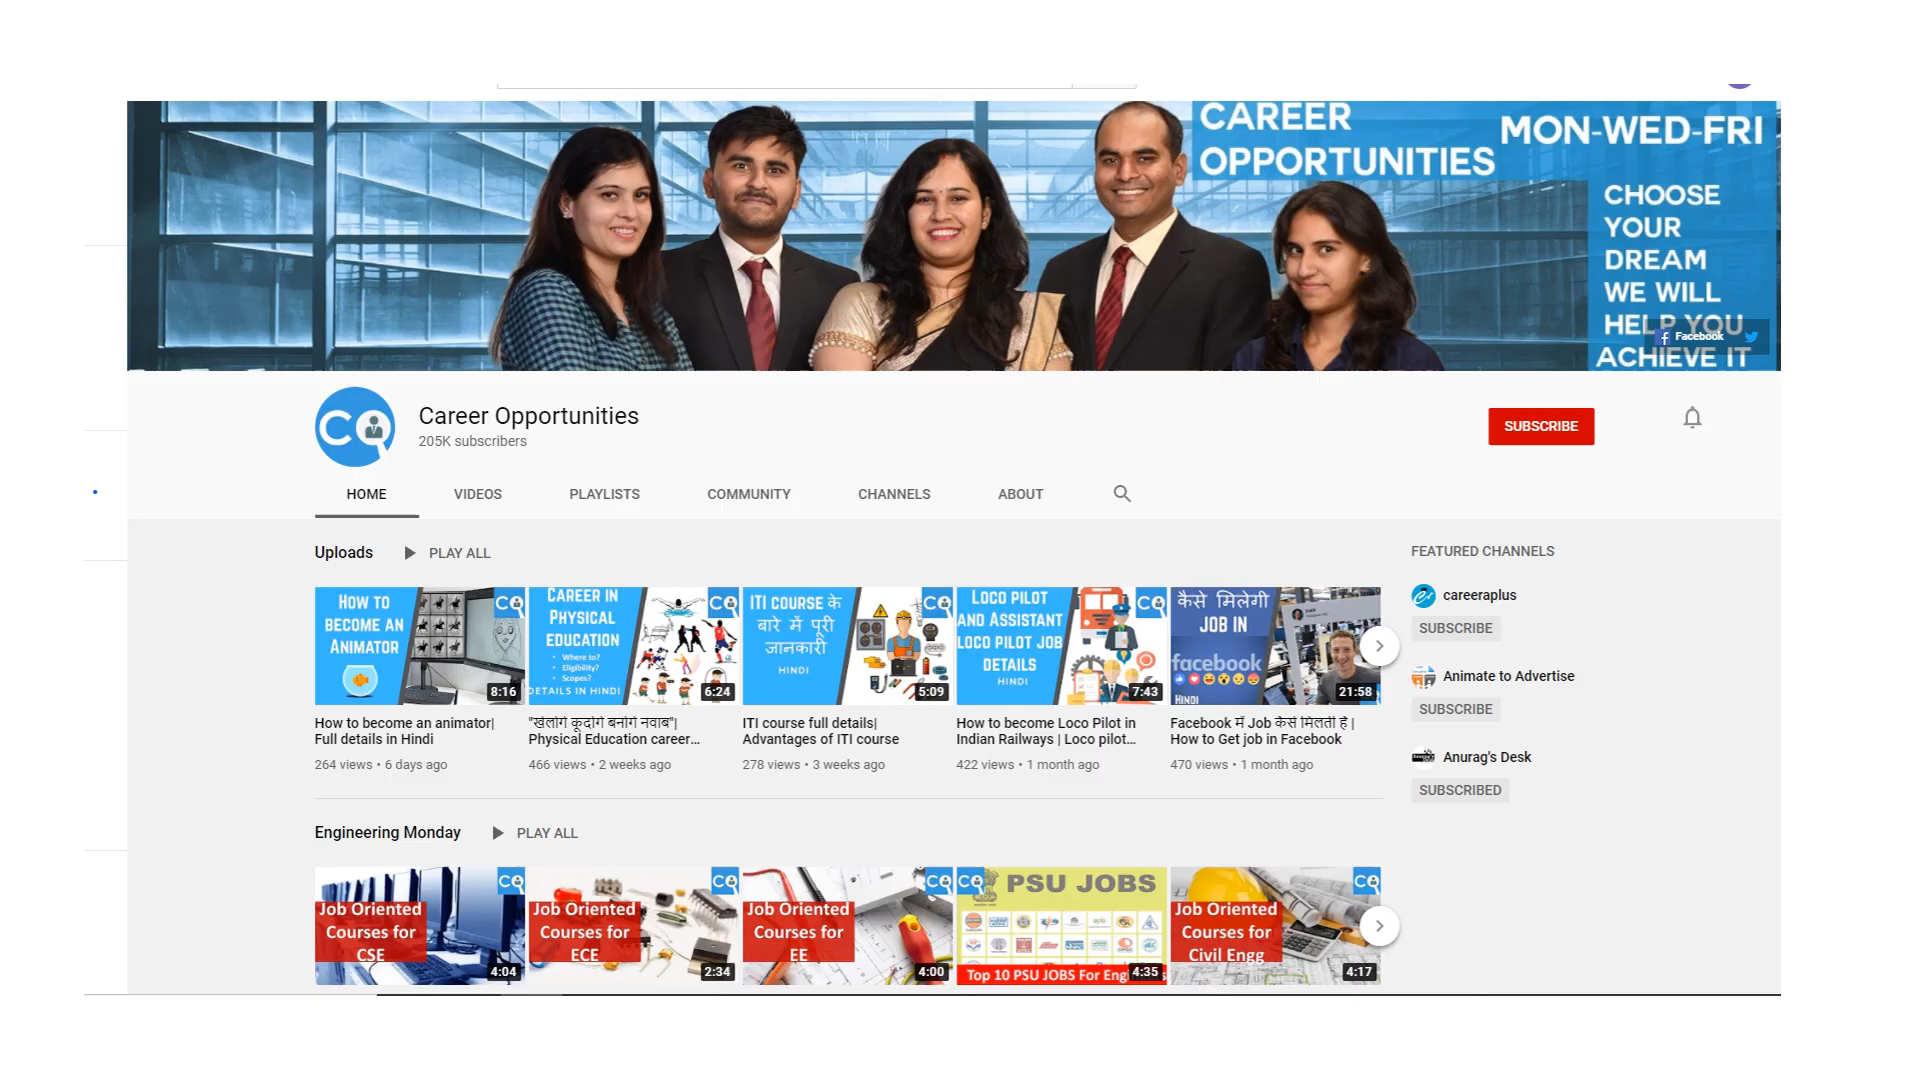 CAREER
OPPORTUNITIES
MON-WED-FRI
CHOOSE
YOUR
DREAM
WE WILL
HELP YOU
ACHIEVE IT
Facebook
Career Opportunities
205K subscribers
SUBSCRIBE
HOME VIDEOS PLAYLISTS COMMUNITY CHANNELS ABOUT
Uploads PLAY ALL
HOW TO
BECOME AN
ANIMATOR
8:16
How to become an animator|
Full details in Hindi
264 views • 6 days ago
CAREER IN
PHYSICAL
EDUCATION
• Where to?
• Eligibility?
• Scopes?
DETAILS IN HINDI
6:24
"खेलोगे कूदोगे बनोगे नवाब"|
Physical Education career...
466 views • 2 weeks ago
ITI COURSE के
बारे में पूरी
जानकारी
HINDI
5:09
ITI course full details|
Advantages of ITI course
278 views • 3 weeks ago
LOCO PILOT
AND ASSISTANT
LOCO PILOT JOB
DETAILS
HINDI
7:43
How to become Loco Pilot in
Indian Railways | Loco pilot...
422 views • 1 month ago
कैसे मिलेगी
JOB IN
facebook
HINDI
21:58
Facebook में Job कैसे मिलती है |
How to Get job in Facebook
470 views • 1 month ago
FEATURED CHANNELS
careeraplus
SUBSCRIBE
Animate to Advertise
SUBSCRIBE
Anurag's Desk
SUBSCRIBED
Engineering Monday PLAY ALL
Job Oriented
Courses for
CSE
4:04
Job Oriented
Courses for
ECE
2:34
Job Oriented
Courses for
EE
4:00
PSU JOBS
Top 10 PSU JOBS For Eng
4:35
Job Oriented
Courses for
Civil Engg
4:17